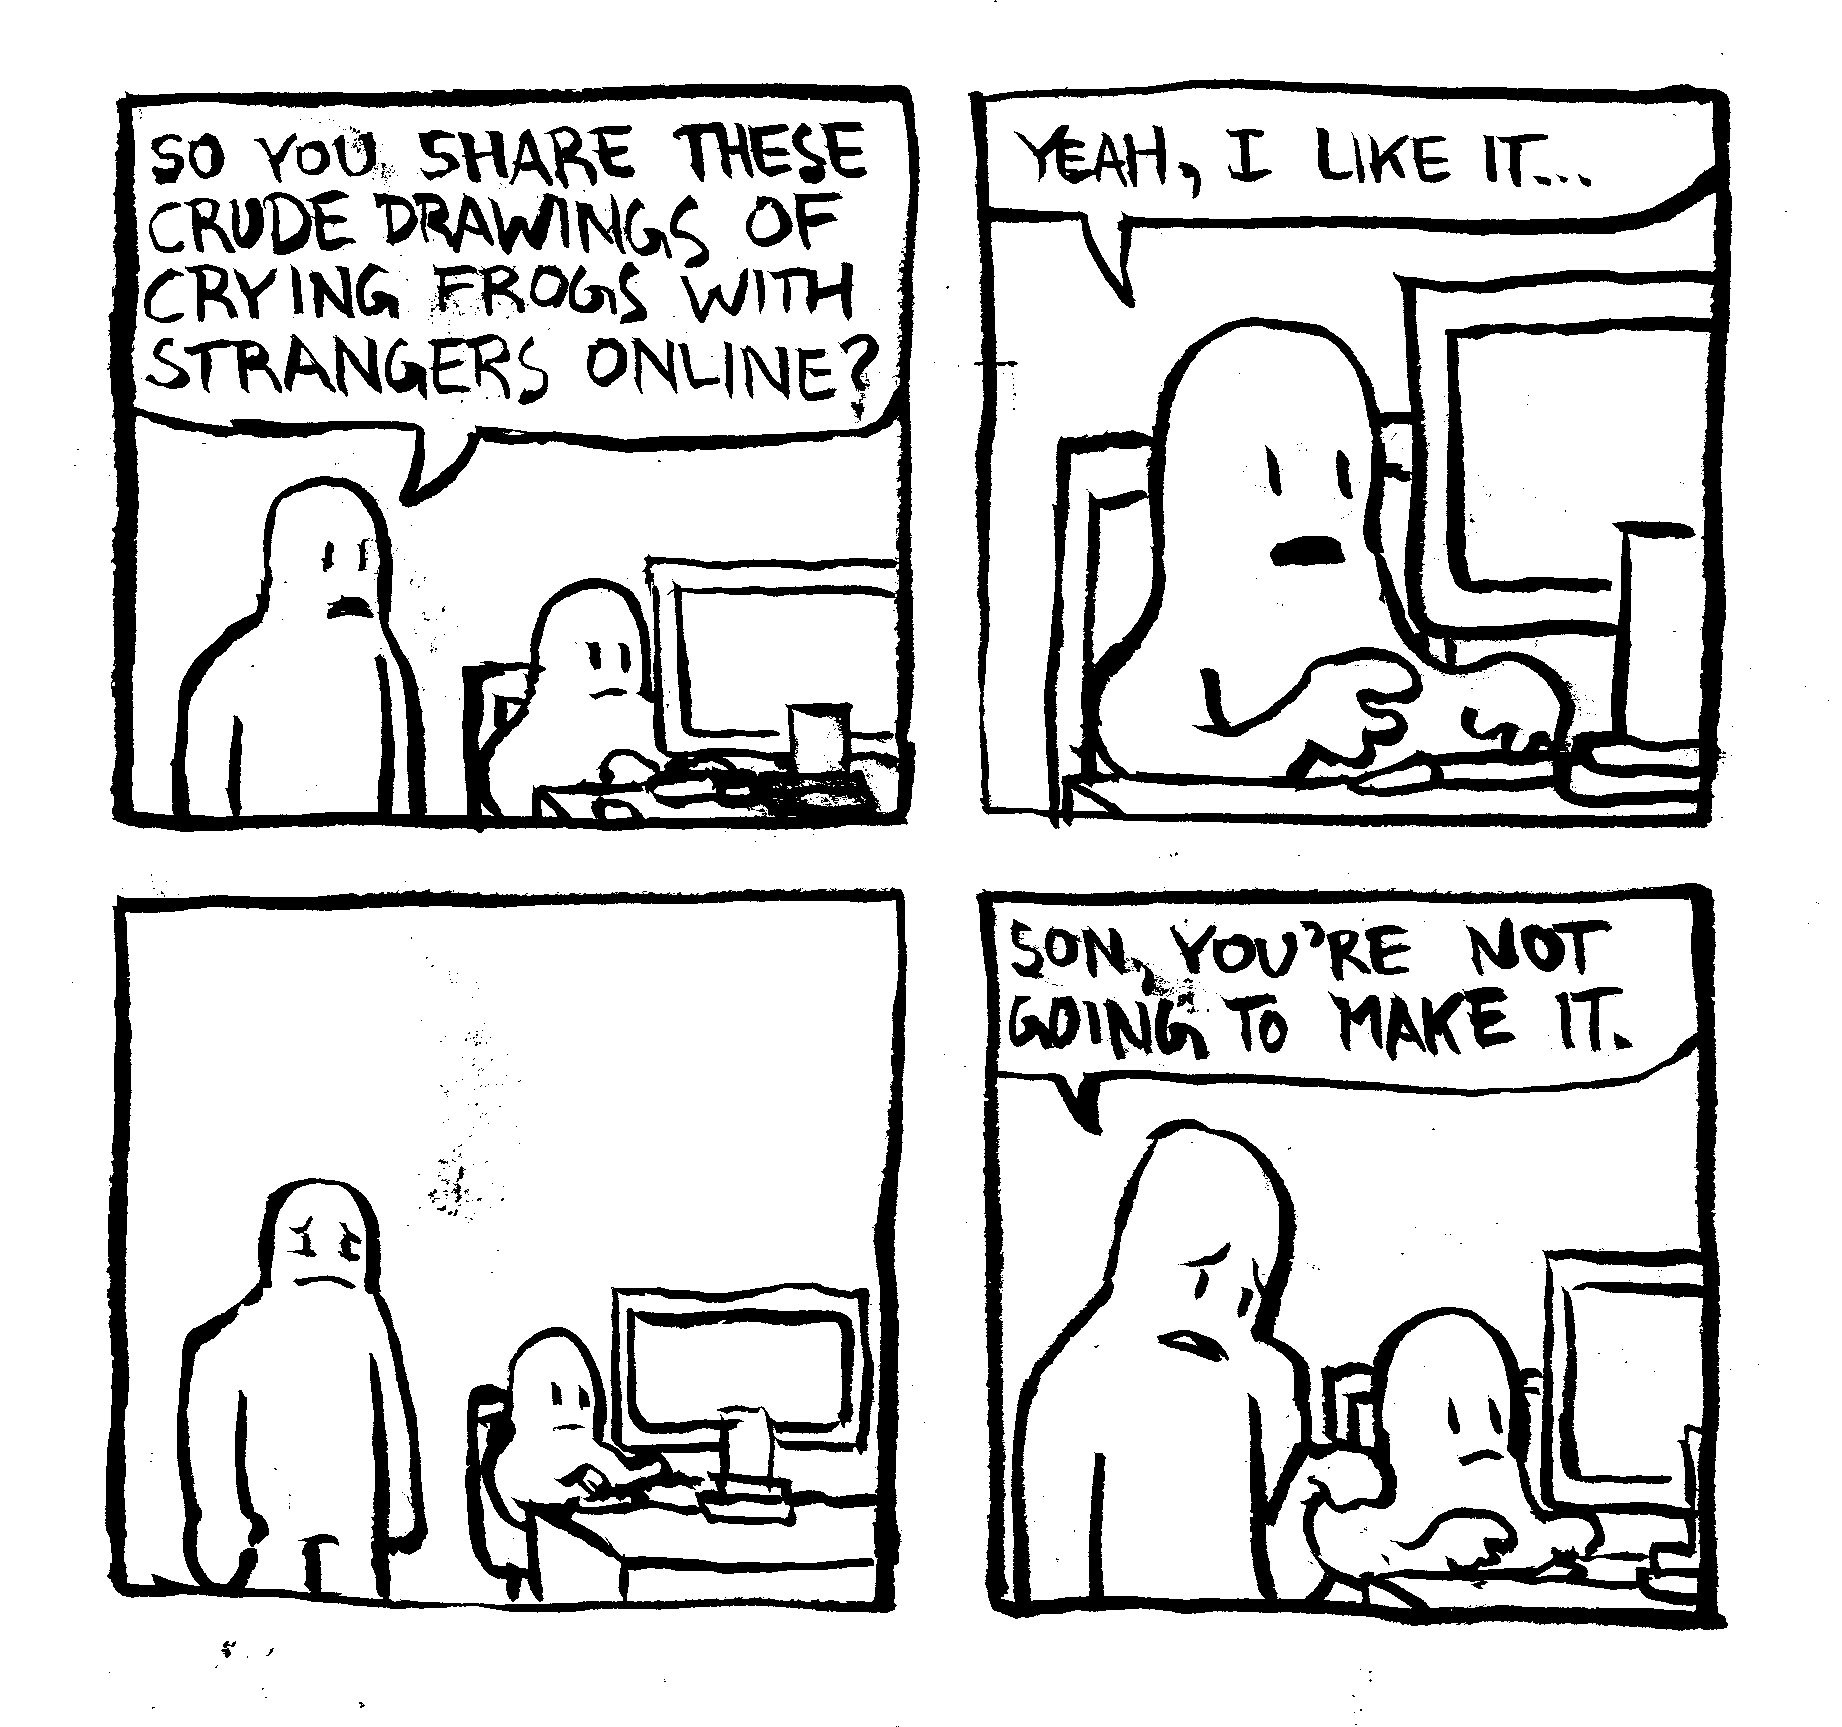 SO YOU SHARE THESE
CRUDE DRAWINGS OF
CRYING FROGS WITH
STRANGERS ONLINE?
YEAH, I LIKE IT...
SON, YOU'RE NOT
GOING TO MAKE IT.